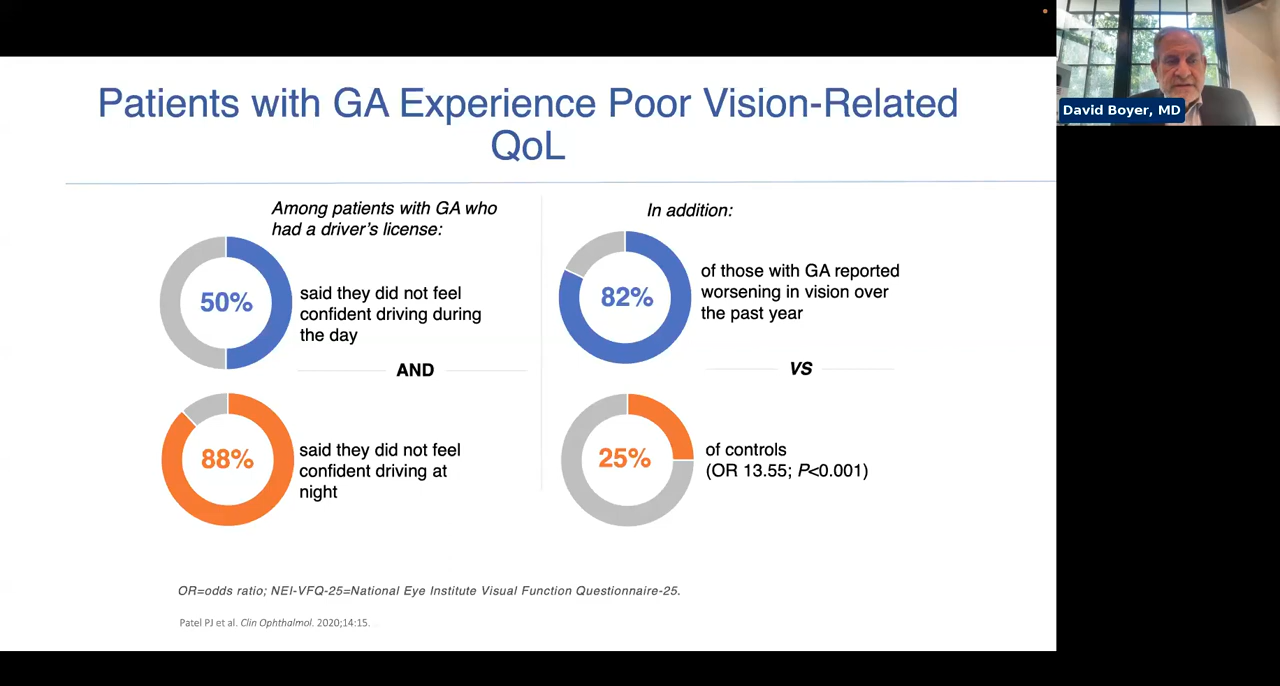 Patients with GA Experience Poor Vision-Related
QoL
Among patients with GA who
had a driver's license:
50%
said they did not feel
confident driving during
the day
AND
88%
said they did not feel
confident driving at
night
In addition:
82%
of those with GA reported
worsening in vision over
the past year
VS
25%
of controls
(OR 13.55; P<0.001)
OR=odds ratio; NEI-VFQ-25=National Eye Institute Visual Function Questionnaire-25.
Patel PJ et al. Clin Ophthalmol. 2020;14:15.
David Boyer, MD